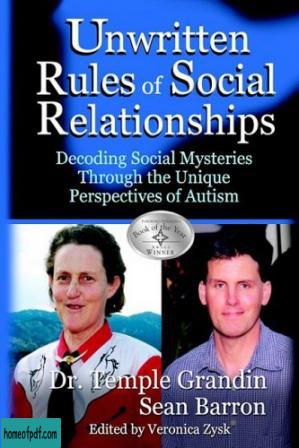 Unwritten
Rules of Social
Relationships
Decoding Social Mysteries
Through the Unique
Perspectives of Autism
Book of the Year
WINNER
Dr. Temple Grandin
Sean Barron
Edited by Veronica Zysk
homeofpdf.com